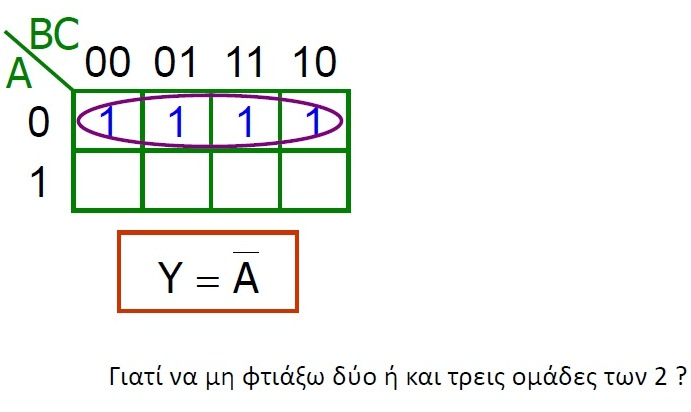 BC
A
00 01 11 10
0 1 1 1 1
1
Y = A̅
Γιατί να μη φτιάξω δύο ή και τρεις ομάδες των 2 ?